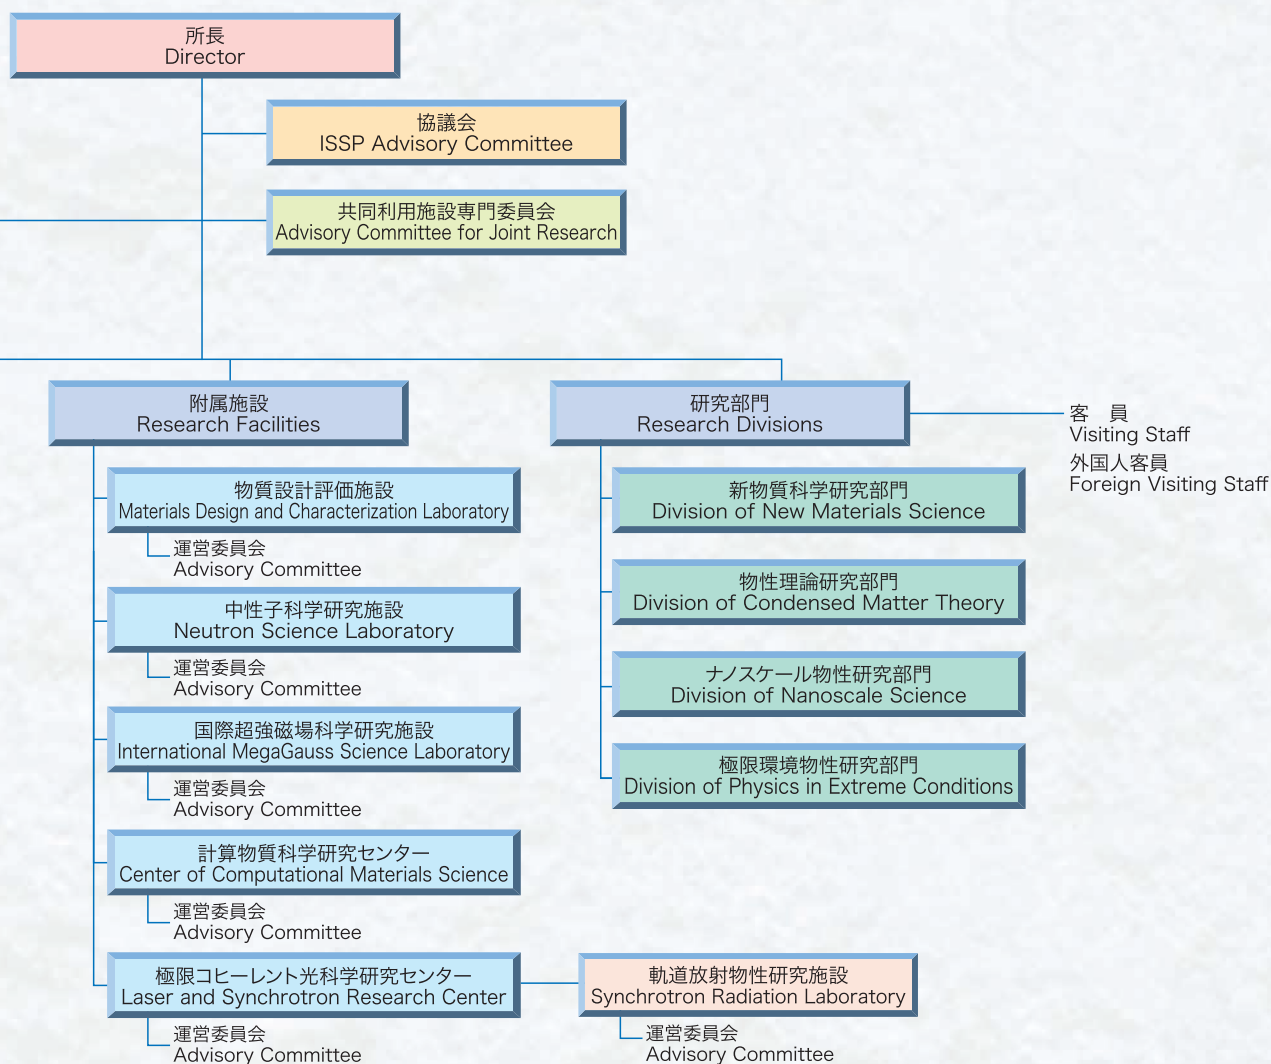 所長
Director
協議会
ISSP Advisory Committee
共同利用施設専門委員会
Advisory Committee for Joint Research
附属施設
Research Facilities
物質設計評価施設
Materials Design and Characterization Laboratory
運営委員会
Advisory Committee
中性子科学研究施設
Neutron Science Laboratory
運営委員会
Advisory Committee
国際超強磁場科学研究施設
International MegaGauss Science Laboratory
運営委員会
Advisory Committee
計算物質科学研究センター
Center of Computational Materials Science
運営委員会
Advisory Committee
極限コヒーレント光科学研究センター
Laser and Synchrotron Research Center
運営委員会
Advisory Committee
軌道放射物性研究施設
Synchrotron Radiation Laboratory
運営委員会
Advisory Committee
研究部門
Research Divisions
客　員
Visiting Staff
外国人客員
Foreign Visiting Staff
新物質科学研究部門
Division of New Materials Science
物性理論研究部門
Division of Condensed Matter Theory
ナノスケール物性研究部門
Division of Nanoscale Science
極限環境物性研究部門
Division of Physics in Extreme Conditions